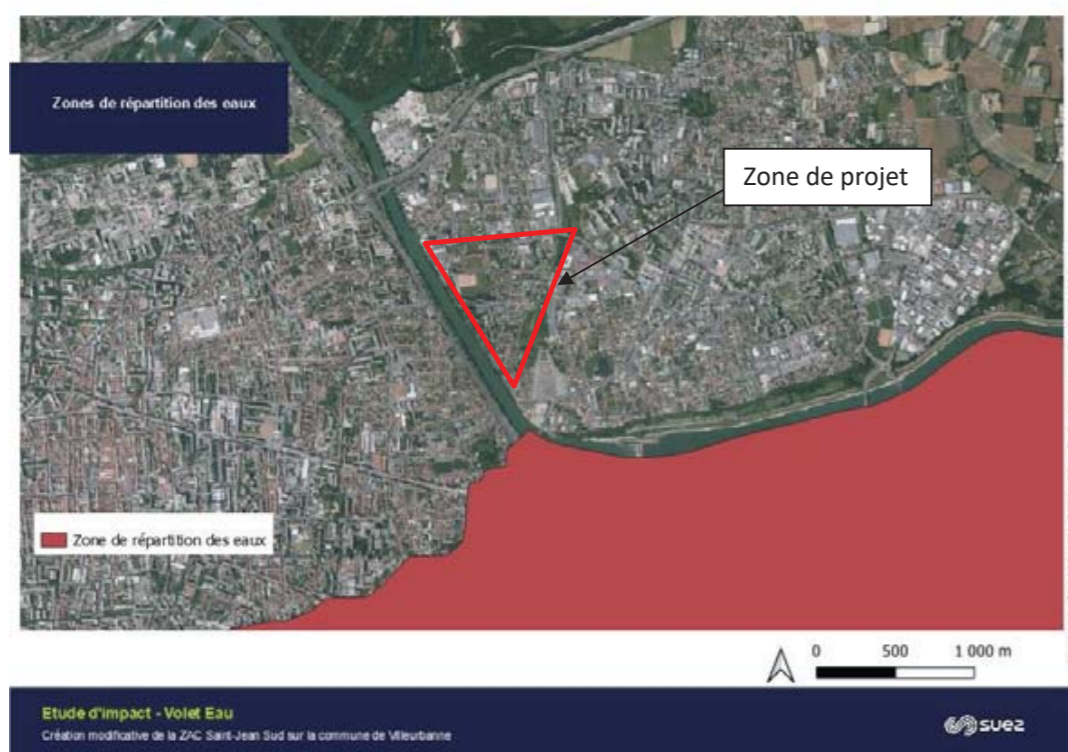 Zones de répartition des eaux
Zone de projet
Zone de répartition des eaux
0 500 1 000 m
Etude d'impact - Volet Eau
Création modificative de la ZAC Saint-Jean Sud sur la commune de Villeurbanne
suez